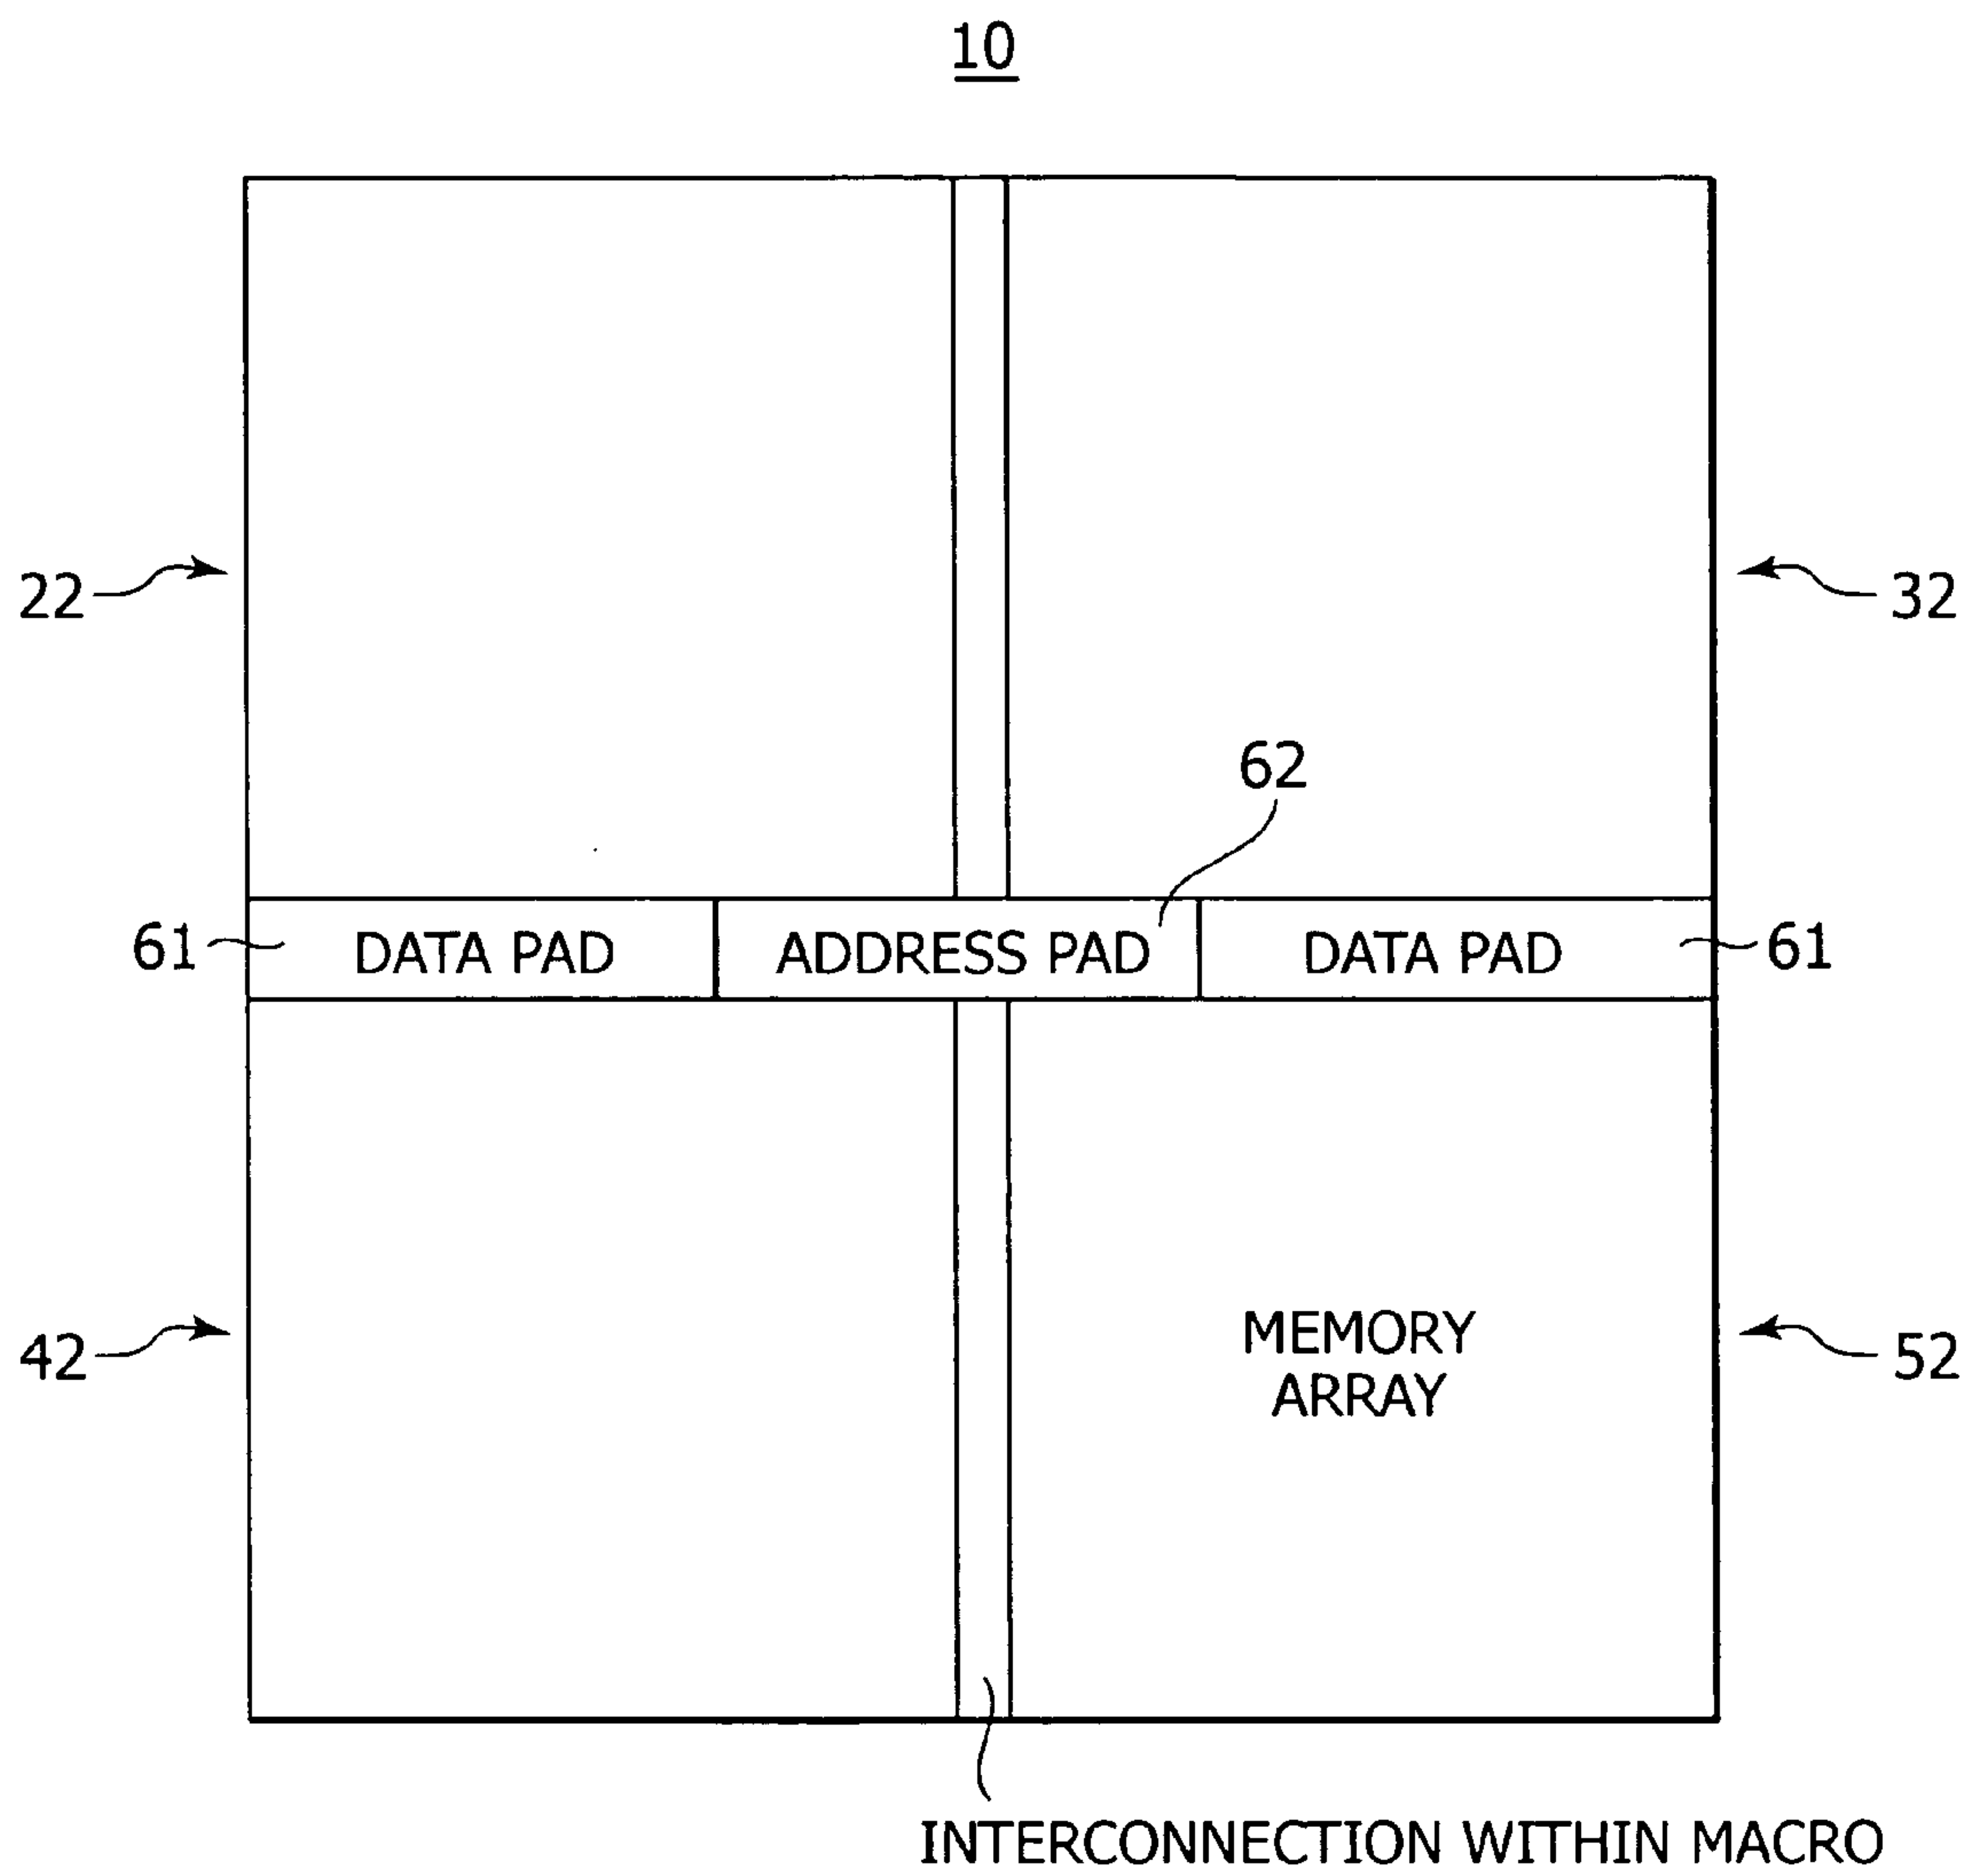 10
22
32
62
61
DATA PAD
ADDRESS PAD
DATA PAD
61
42
MEMORY
ARRAY
52
INTERCONNECTION WITHIN MACRO